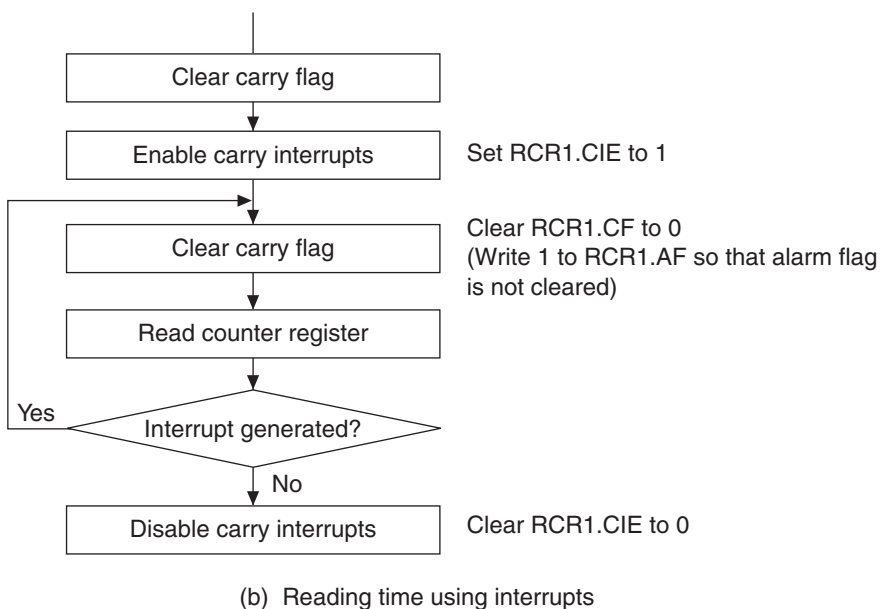 Clear carry flag
Enable carry interrupts
Set RCR1.CIE to 1
Clear carry flag
Clear RCR1.CF to 0
(Write 1 to RCR1.AF so that alarm flag
is not cleared)
Read counter register
Yes
Interrupt generated?
No
Disable carry interrupts
Clear RCR1.CIE to 0
(b) Reading time using interrupts